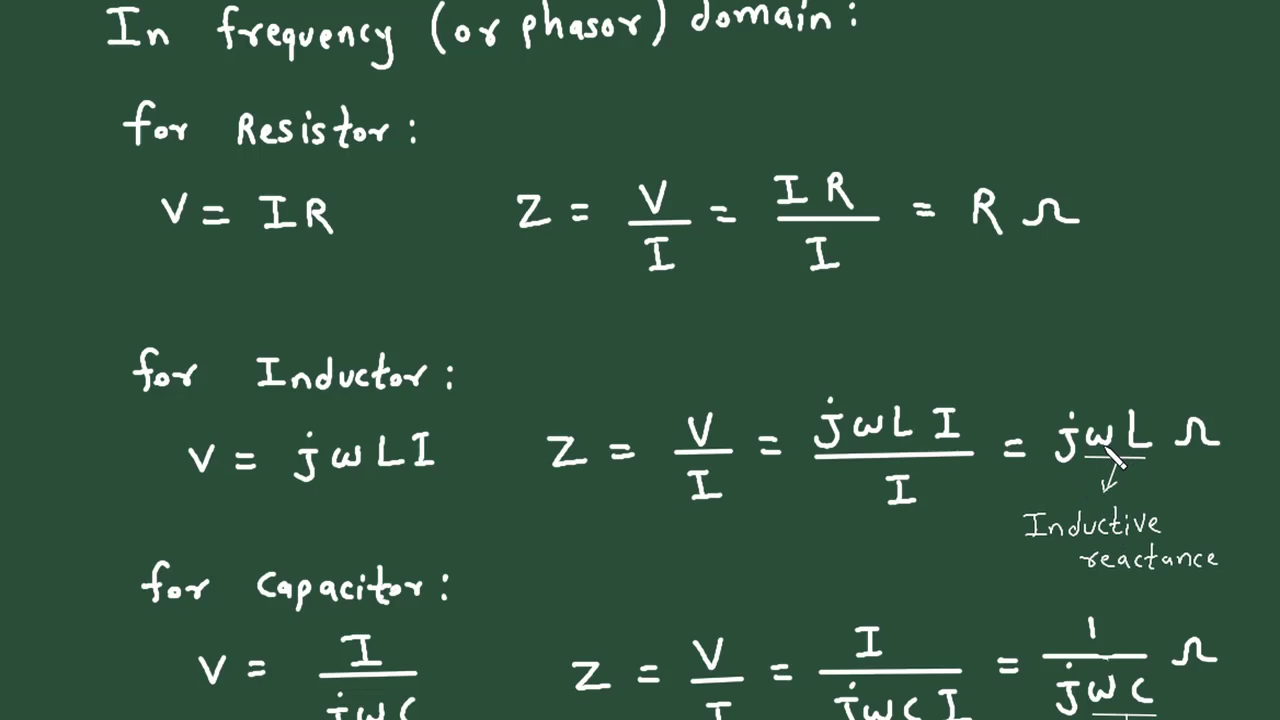 In frequency (or phasor) domain:
for Resistor:
V = IR    Z = V/I = IR/I = R Ω
for Inductor:
V = jωLI    Z = V/I = jωLI/I = jωL Ω
Inductive
reactance
for Capacitor:
V = I/jωC    Z = V/I = I/jωCI = 1/jωC Ω